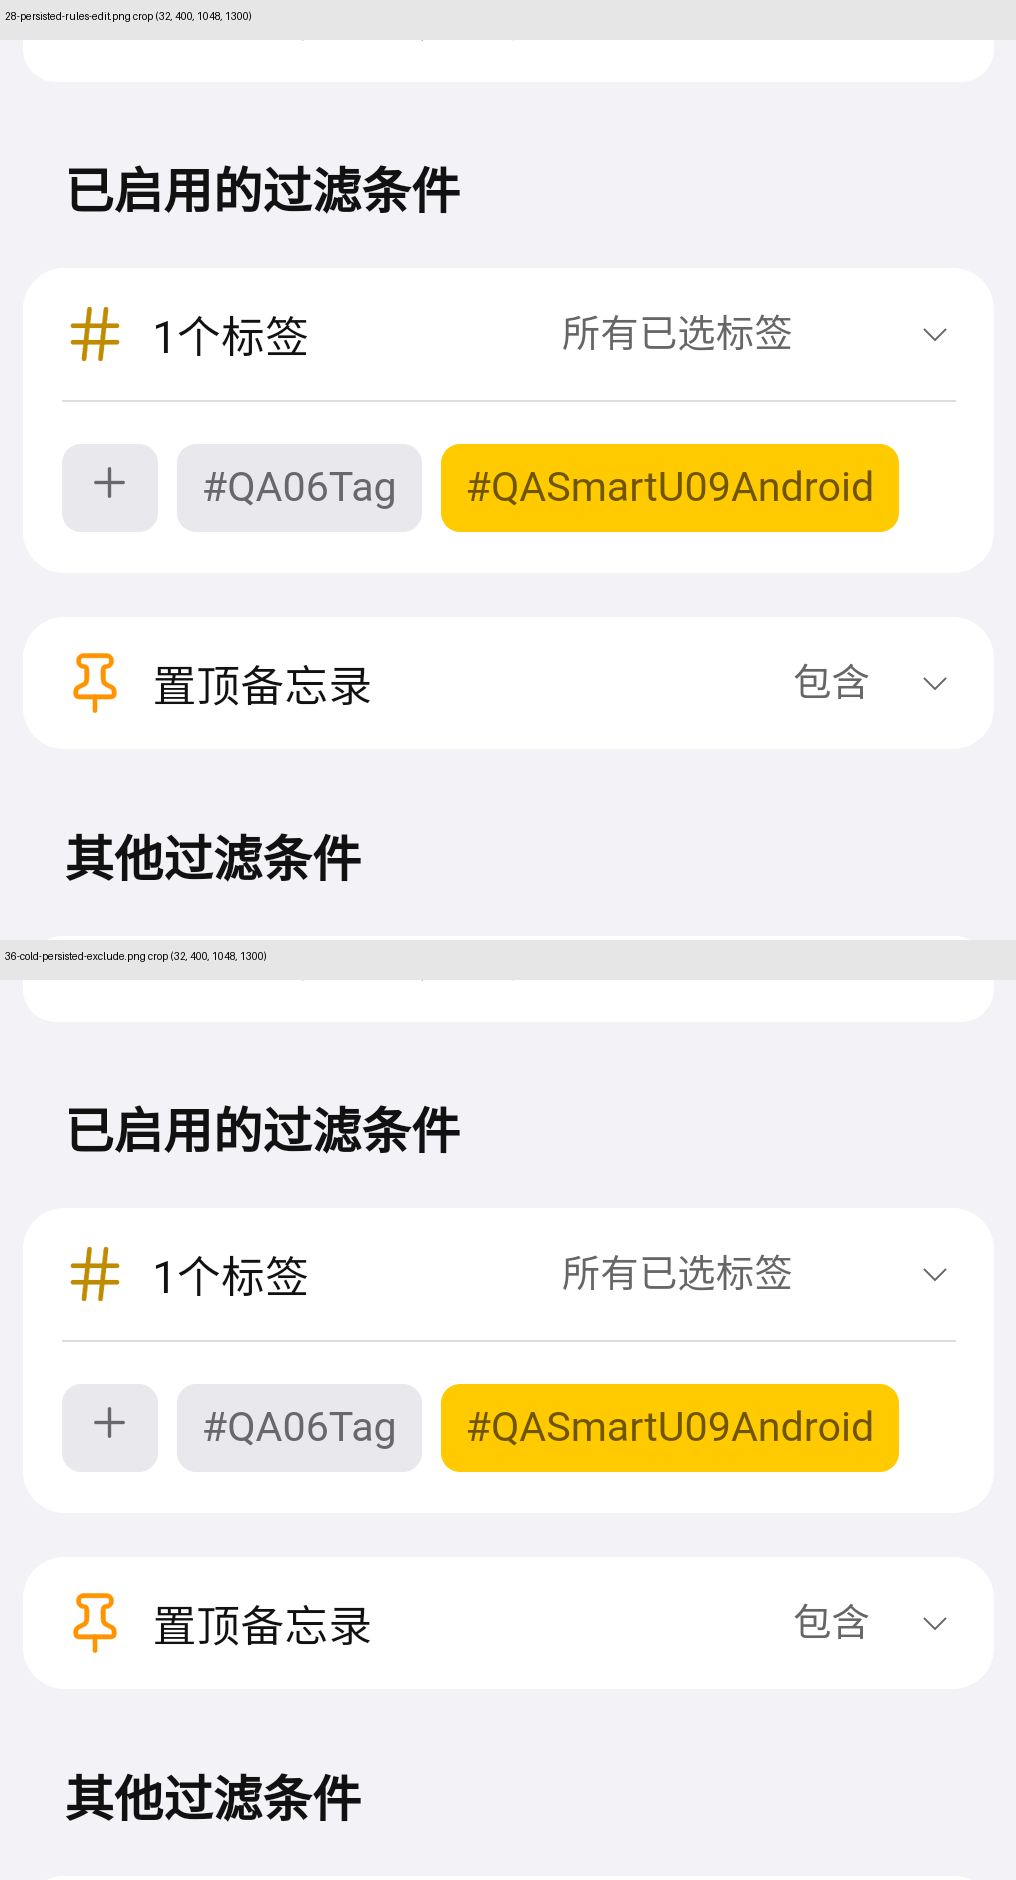 28-persisted-rules-edit.png crop (32, 400, 1048, 1300)
已启用的过滤条件
1个标签 所有已选标签
#QA06Tag #QASmartU09Android
置顶备忘录 包含
其他过滤条件
36-cold-persisted-exclude.png crop (32, 400, 1048, 1300)
已启用的过滤条件
1个标签 所有已选标签
#QA06Tag #QASmartU09Android
置顶备忘录 包含
其他过滤条件